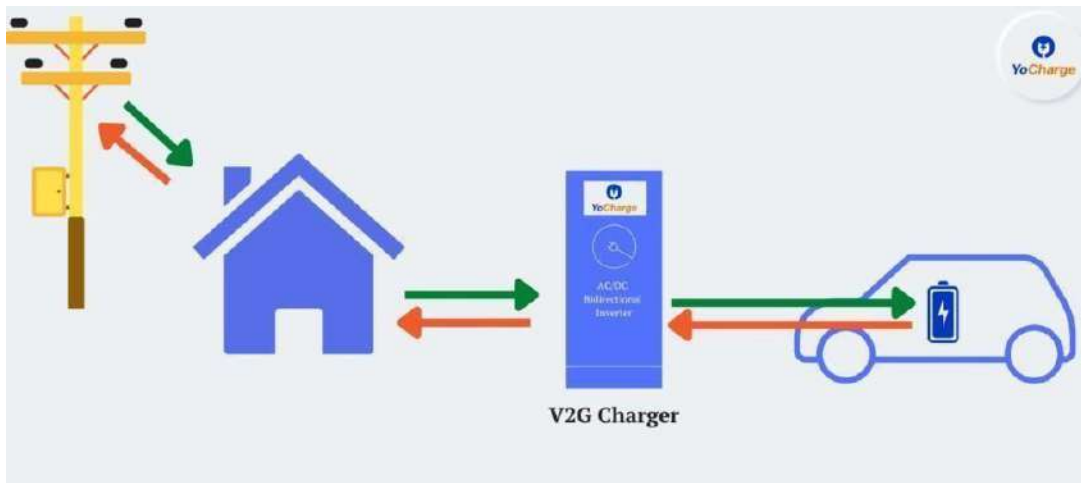 YoCharge
YoCharge
AC/DC
Bidirectional
Inverter
V2G Charger